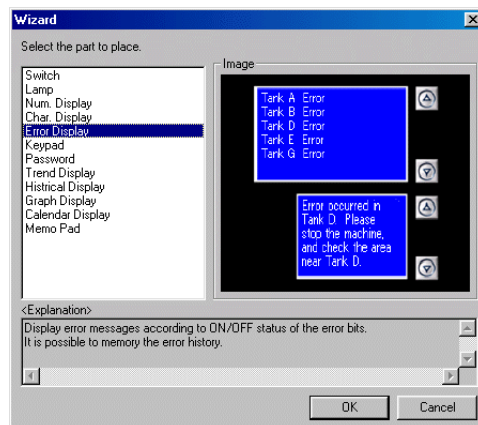 Wizard
Select the part to place.
Switch
Lamp
Num. Display
Char. Display
Error Display
Keypad
Password
Trend Display
Histrical Display
Graph Display
Calendar Display
Memo Pad
Image
Tank A Error
Tank B Error
Tank D Error
Tank E Error
Tank G Error
Error occurred in
Tank D. Please
stop the machine,
and check the area
near Tank D.
<Explanation>
Display error messages according to ON/OFF status of the error bits.
It is possible to memory the error history.
OK
Cancel